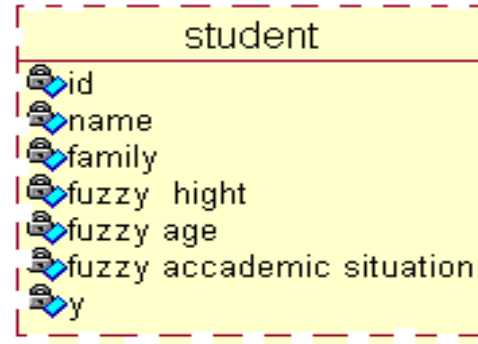 student
id
name
family
fuzzy hight
fuzzy age
fuzzy accademic situation
y